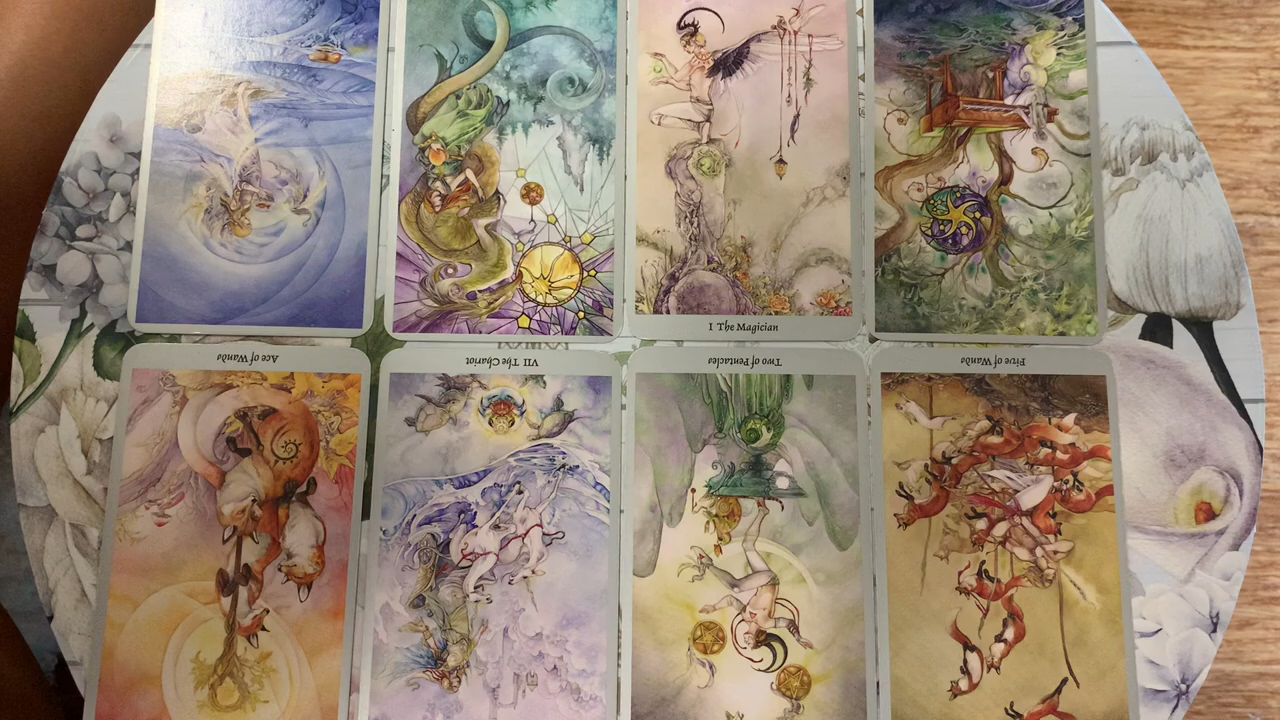 I The Magician
Ace of Wands
VII The Chariot
Two of Pentacles
Five of Wands